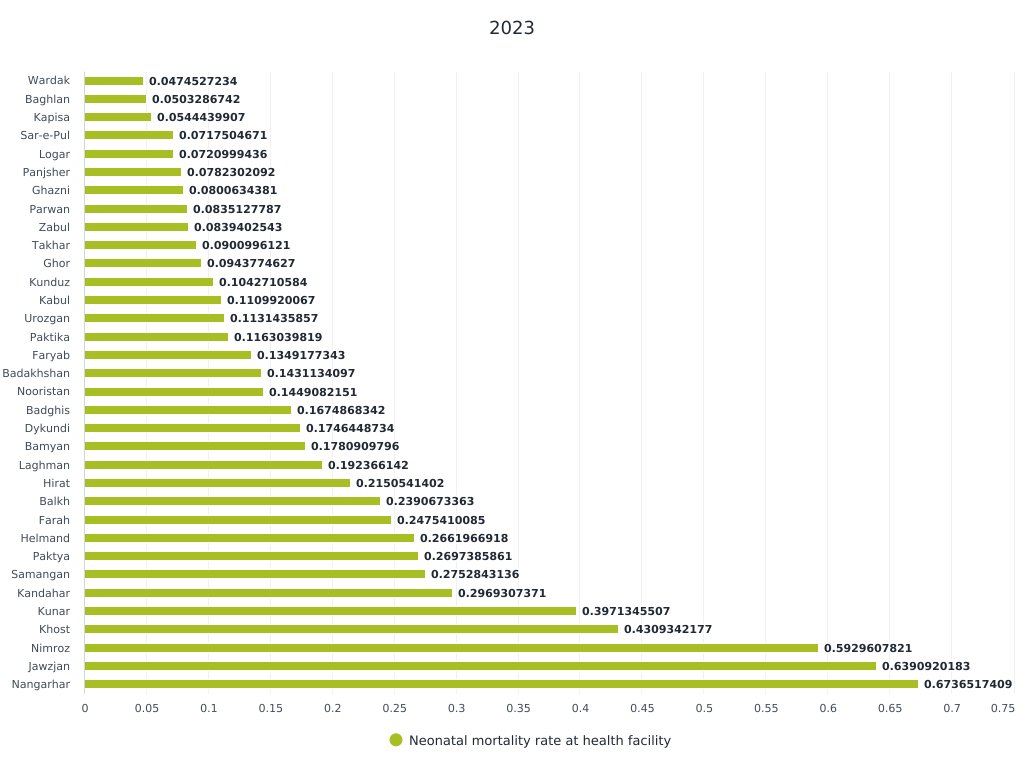 2023
Wardak 0.0474527234
Baghlan 0.0503286742
Kapisa 0.0544439907
Sar-e-Pul 0.0717504671
Logar 0.0720999436
Panjsher 0.0782302092
Ghazni 0.0800634381
Parwan 0.0835127787
Zabul 0.0839402543
Takhar 0.0900996121
Ghor 0.0943774627
Kunduz 0.1042710584
Kabul 0.1109920067
Urozgan 0.1131435857
Paktika 0.1163039819
Faryab 0.1349177343
Badakhshan 0.1431134097
Nooristan 0.1449082151
Badghis 0.1674868342
Dykundi 0.1746448734
Bamyan 0.1780909796
Laghman 0.192366142
Hirat 0.2150541402
Balkh 0.2390673363
Farah 0.2475410085
Helmand 0.2661966918
Paktya 0.2697385861
Samangan 0.2752843136
Kandahar 0.2969307371
Kunar 0.3971345507
Khost 0.4309342177
Nimroz 0.5929607821
Jawzjan 0.6390920183
Nangarhar 0.6736517409
0 0.05 0.1 0.15 0.2 0.25 0.3 0.35 0.4 0.45 0.5 0.55 0.6 0.65 0.7 0.75
Neonatal mortality rate at health facility